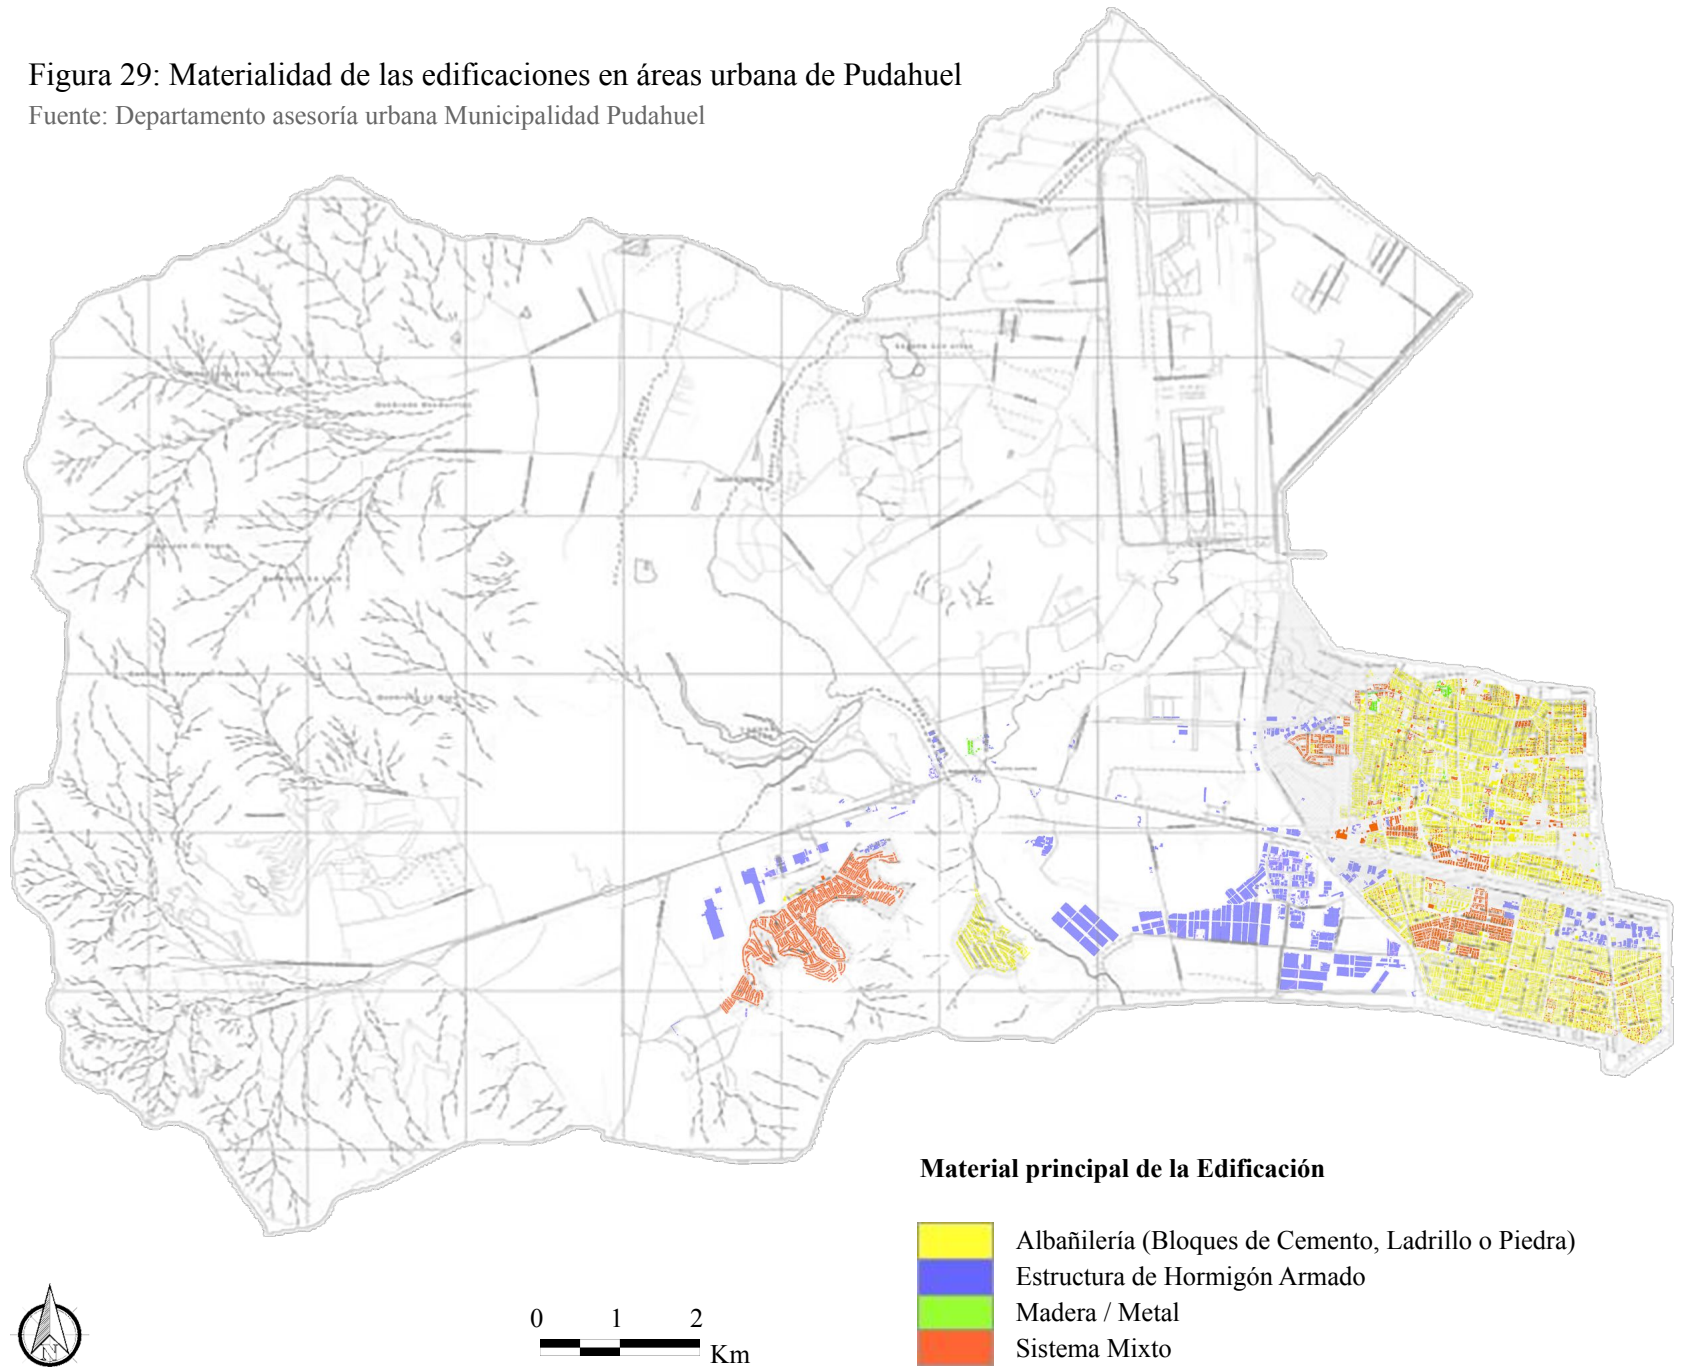 Figura 29: Materialidad de las edificaciones en áreas urbana de Pudahuel
Fuente: Departamento asesoría urbana Municipalidad Pudahuel
Material principal de la Edificación
Albañilería (Bloques de Cemento, Ladrillo o Piedra)
Estructura de Hormigón Armado
Madera / Metal
Sistema Mixto
0 1 2
Km
N